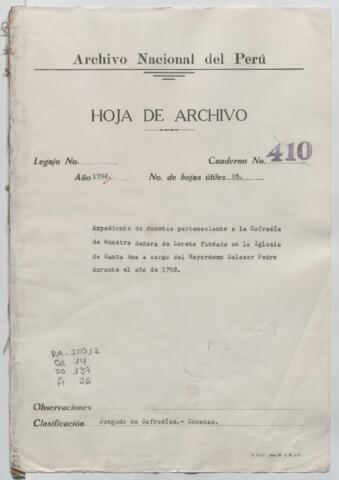 Archivo Nacional del Perú
HOJA DE ARCHIVO
Legajo No. Cuaderno No. 410
Año 1798. No. de hojas útiles 26.
Expediente de Cuentas perteneciente a la Cofradía
de Nuestra Señora de Loreto fundada en la Iglesia
de Santa Ana a cargo del Mayordomo Salazar Pedro
durante el año de 1798.
RA-JCO12
Ca 14
DO 137
fi 26
Observaciones
Clasificación Juzgado de Cofradías.- Cuentas.